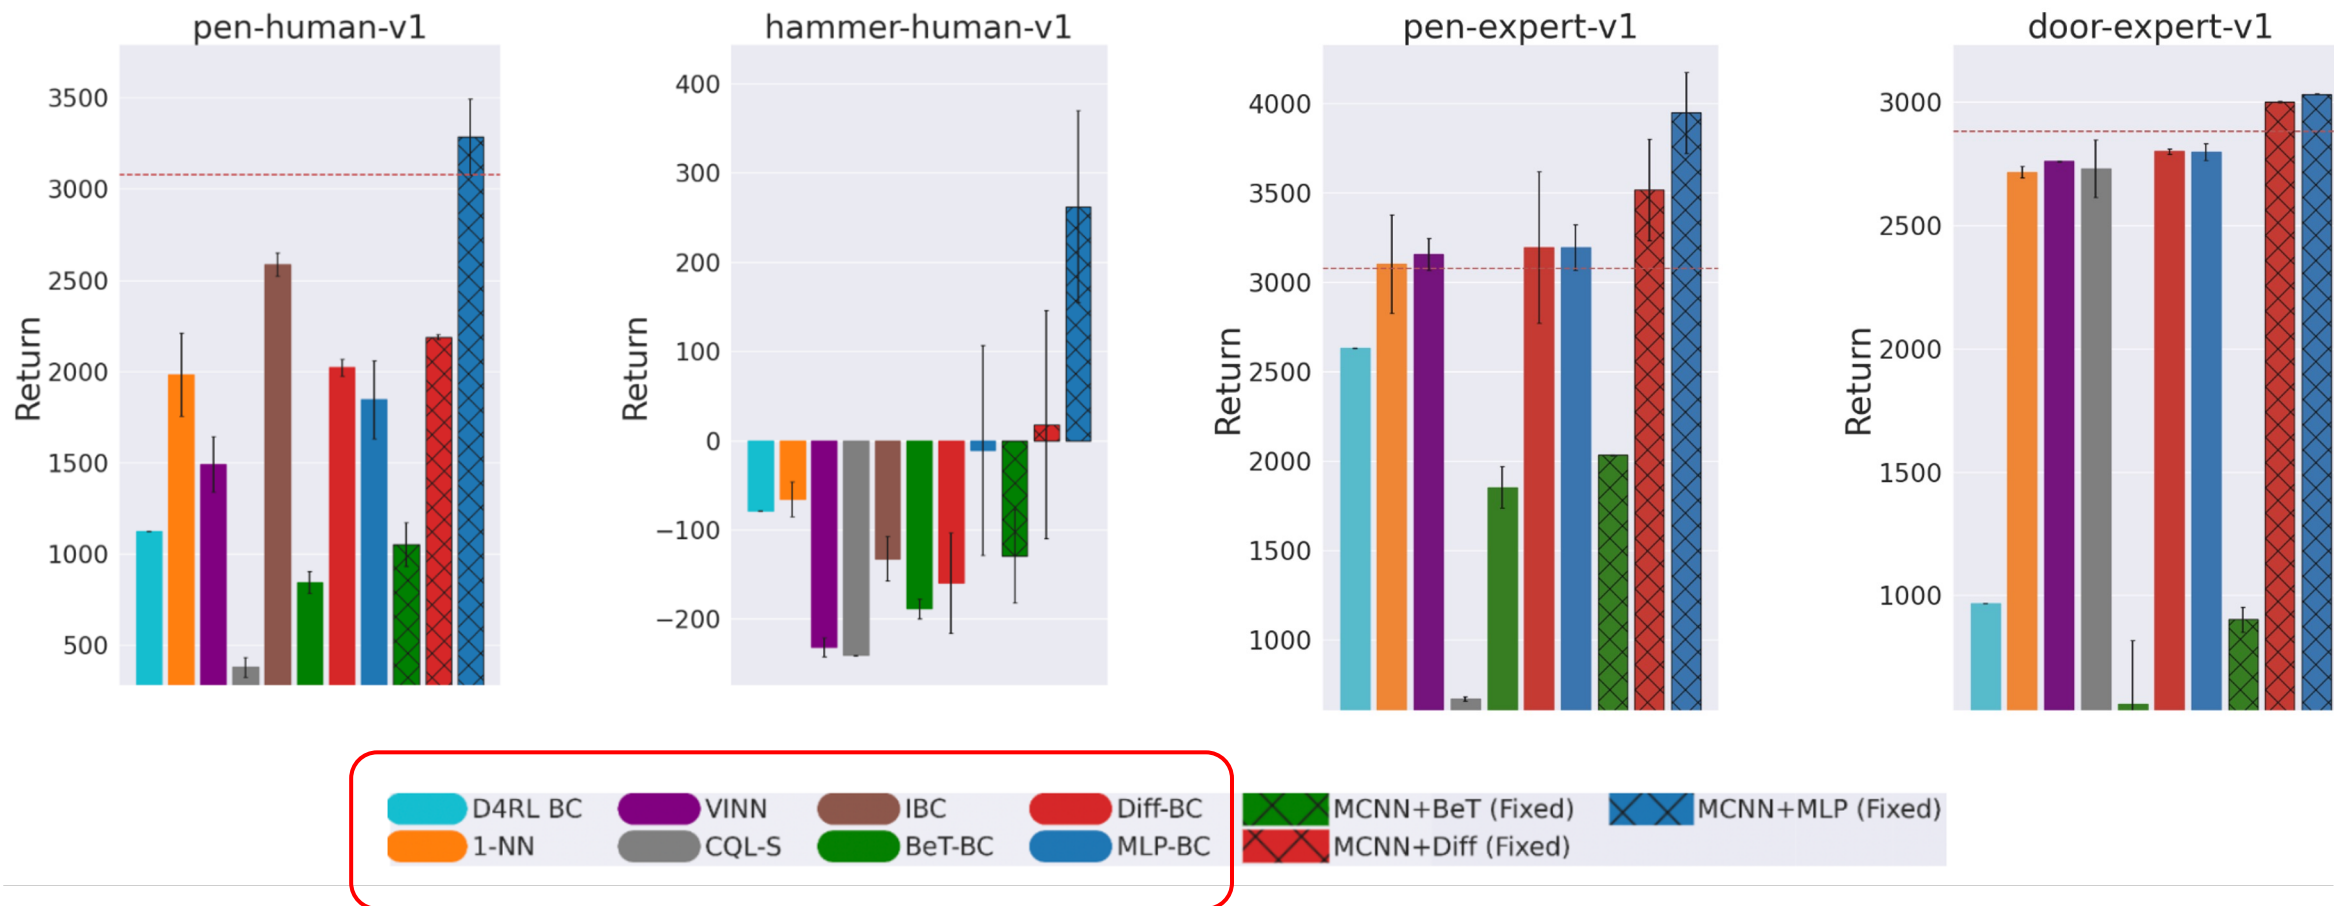 pen-human-v1
hammer-human-v1
pen-expert-v1
door-expert-v1
Return
3500
3000
2500
2000
1500
1000
500
Return
400
300
200
100
0
−100
−200
Return
4000
3500
3000
2500
2000
1500
1000
Return
3000
2500
2000
1500
1000
D4RL BC
VINN
IBC
Diff-BC
MCNN+BeT (Fixed)
MCNN+MLP (Fixed)
1-NN
CQL-S
BeT-BC
MLP-BC
MCNN+Diff (Fixed)